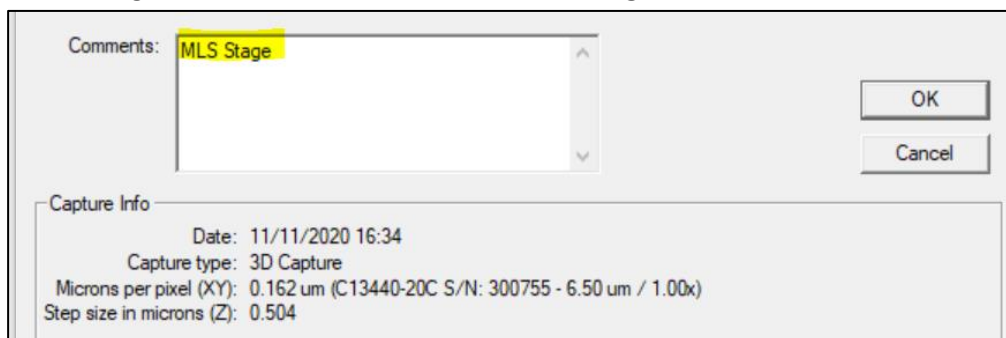 Comments: MLS Stage
OK
Cancel
Capture Info
Date: 11/11/2020 16:34
Capture type: 3D Capture
Microns per pixel (XY): 0.162 um (C13440-20C S/N: 300755 - 6.50 um / 1.00x)
Step size in microns (Z): 0.504